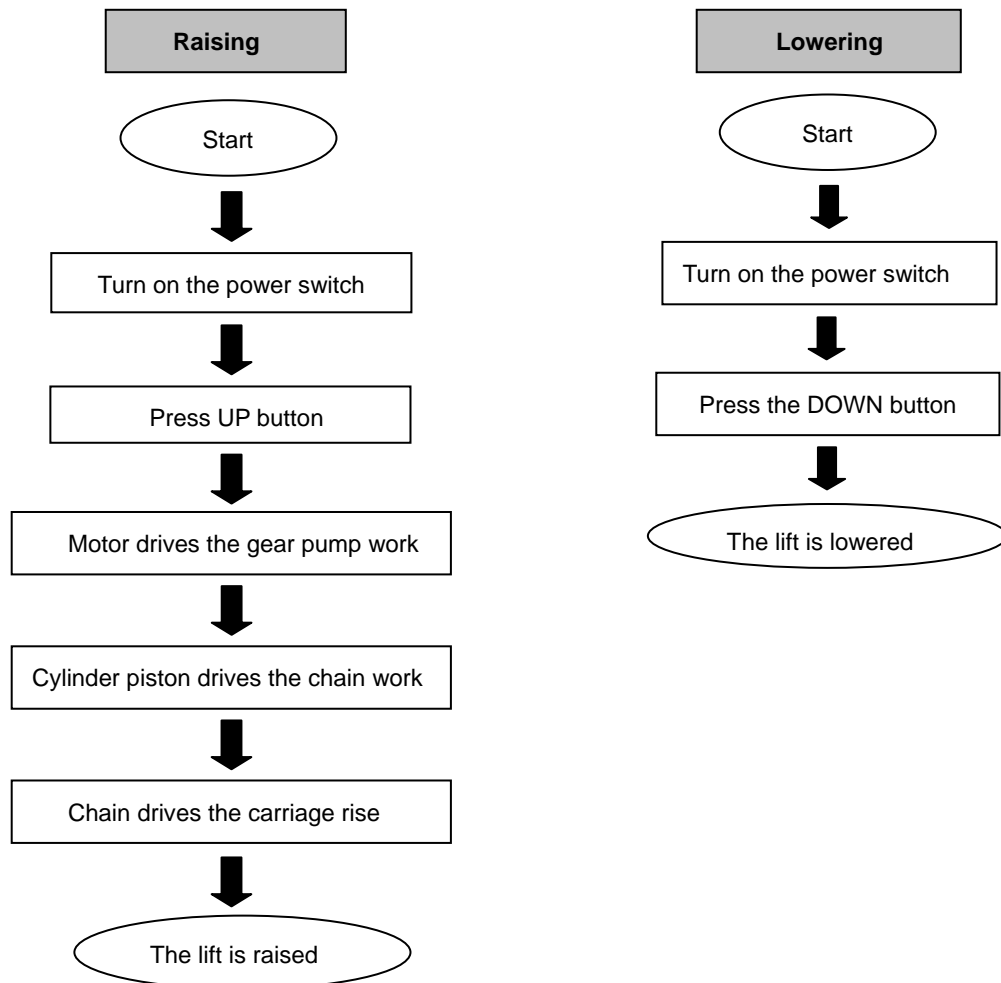 Raising
Start
Turn on the power switch
Press UP button
Motor drives the gear pump work
Cylinder piston drives the chain work
Chain drives the carriage rise
The lift is raised
Lowering
Start
Turn on the power switch
Press the DOWN button
The lift is lowered